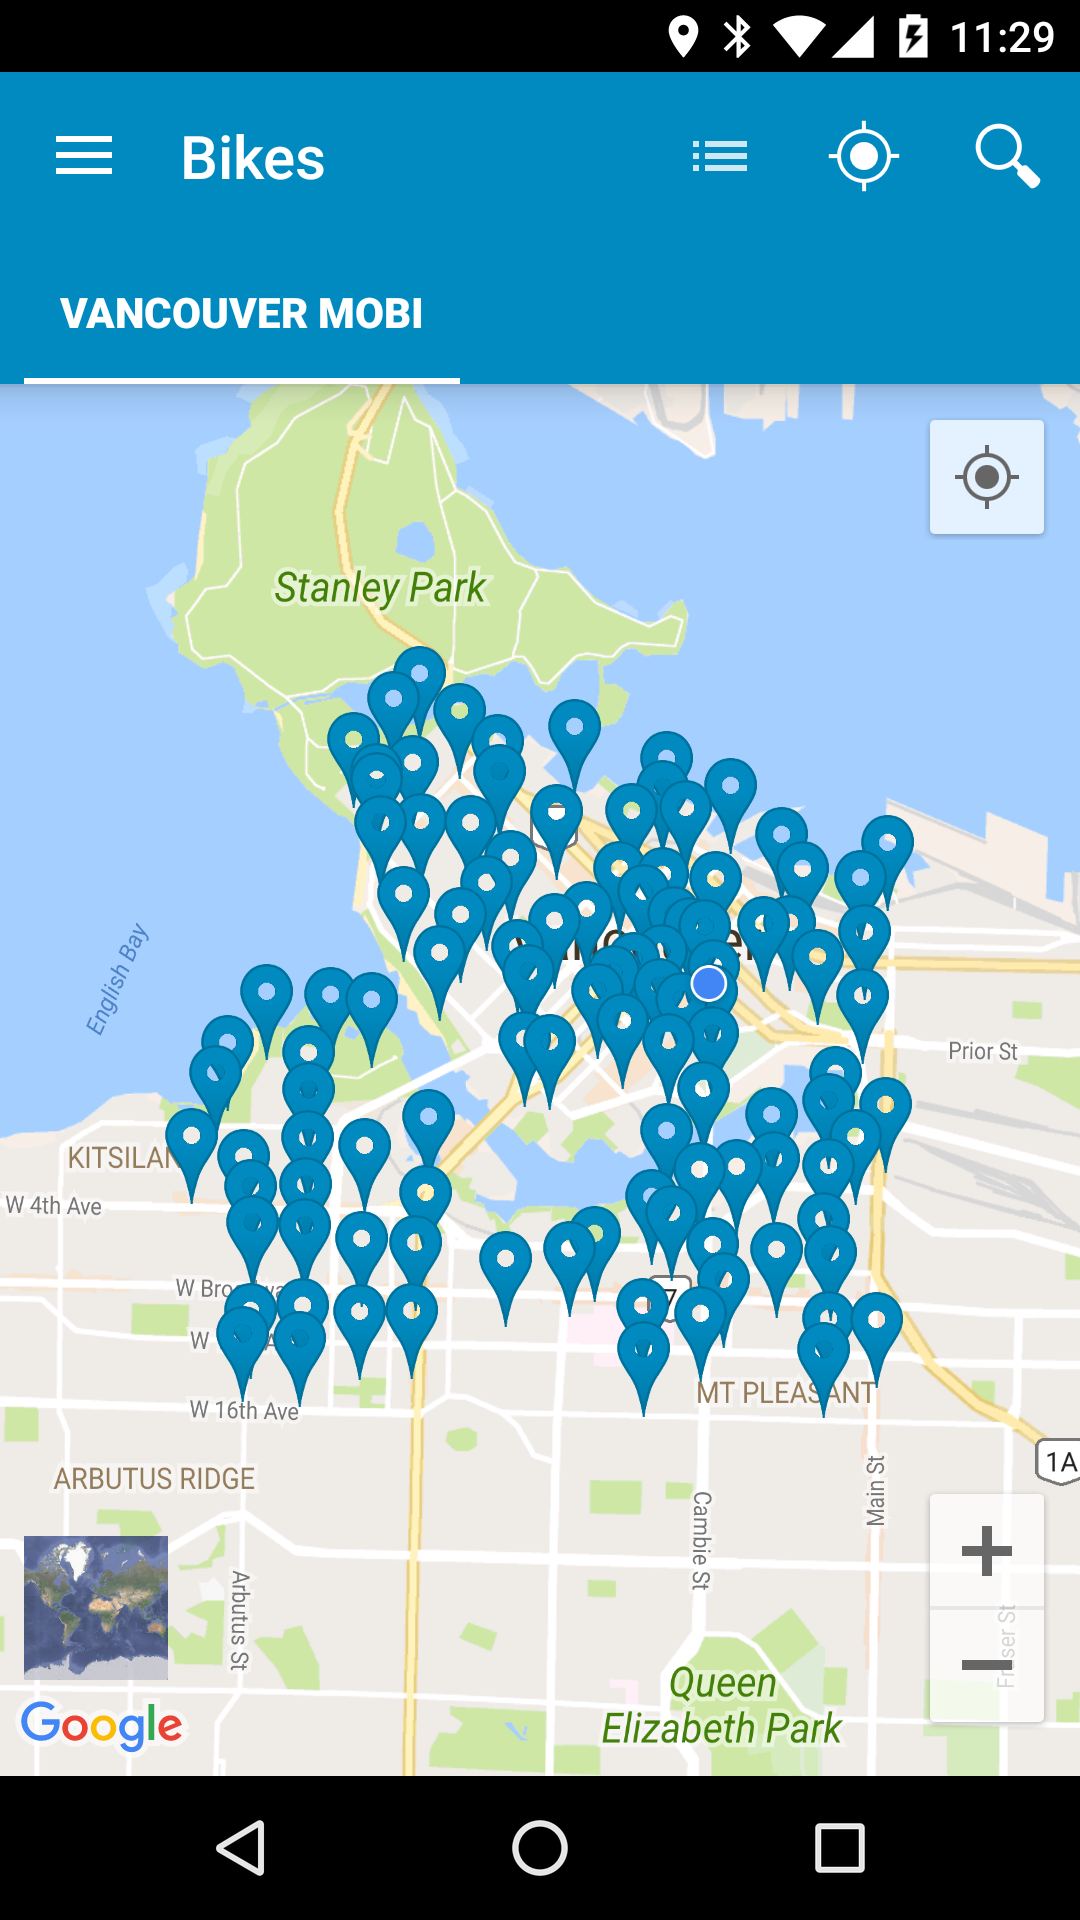 11:29
Bikes
VANCOUVER MOBI
Stanley Park
English Bay
Prior St
KITSILAN
W 4th Ave
W Bro
W
7
W 16th Ave
MT PLEASANT
ARBUTUS RIDGE
1A
Main St
Cambie St
Arbutus St
Fraser St
Queen
Elizabeth Park
Google